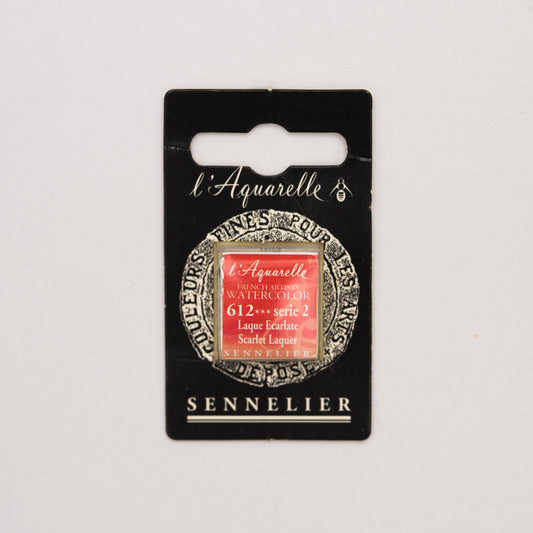 l'Aquarelle
COULEURS FINES POUR LES ARTS
DÉPOSÉ
l'Aquarelle
FRENCH ARTISTS'
WATERCOLOR
612*** serie 2
Laque Ecarlate
Scarlet Laquer
SENNELIER
SENNELIER